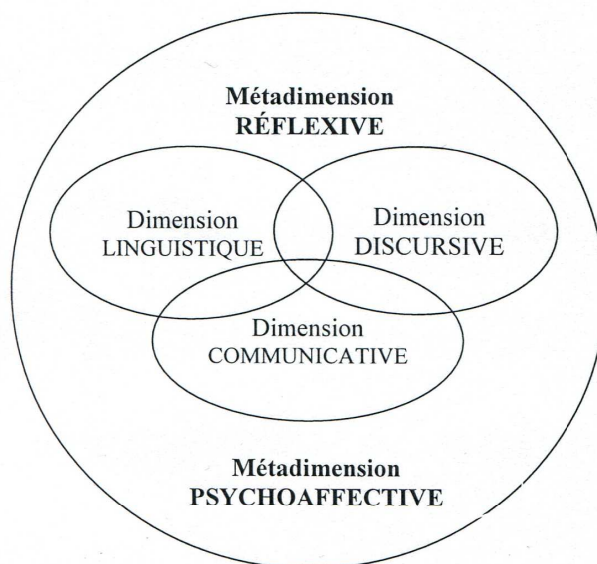 Métadimension
RÉFLEXIVE
Dimension
LINGUISTIQUE
Dimension
DISCURSIVE
Dimension
COMMUNICATIVE
Métadimension
PSYCHOAFFECTIVE